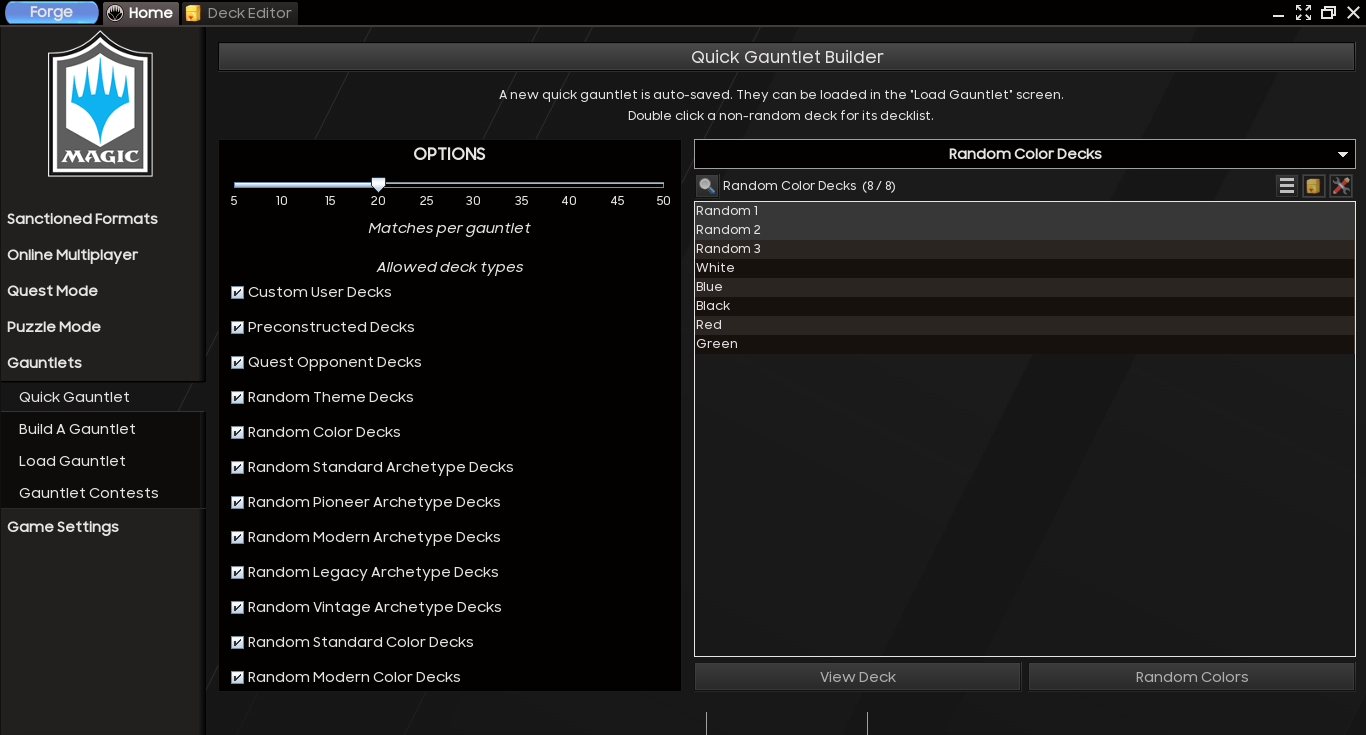 Forge
Home
Deck Editor
MAGIC
Sanctioned Formats
Online Multiplayer
Quest Mode
Puzzle Mode
Gauntlets
Quick Gauntlet
Build A Gauntlet
Load Gauntlet
Gauntlet Contests
Game Settings
Quick Gauntlet Builder
A new quick gauntlet is auto-saved. They can be loaded in the "Load Gauntlet" screen.
Double click a non-random deck for its decklist.
OPTIONS
5 10 15 20 25 30 35 40 45 50
Matches per gauntlet
Allowed deck types
Custom User Decks
Preconstructed Decks
Quest Opponent Decks
Random Theme Decks
Random Color Decks
Random Standard Archetype Decks
Random Pioneer Archetype Decks
Random Modern Archetype Decks
Random Legacy Archetype Decks
Random Vintage Archetype Decks
Random Standard Color Decks
Random Modern Color Decks
Random Color Decks
Random Color Decks (8 / 8)
Random 1
Random 2
Random 3
White
Blue
Black
Red
Green
View Deck
Random Colors